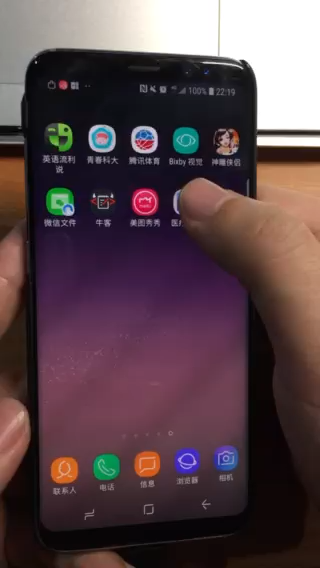 100% 22:19
英语流利说
青春科大
腾讯体育
Bixby 视觉
神雕侠侣
微信文件
牛客
美图秀秀
医疗
联系人
电话
信息
浏览器
相机